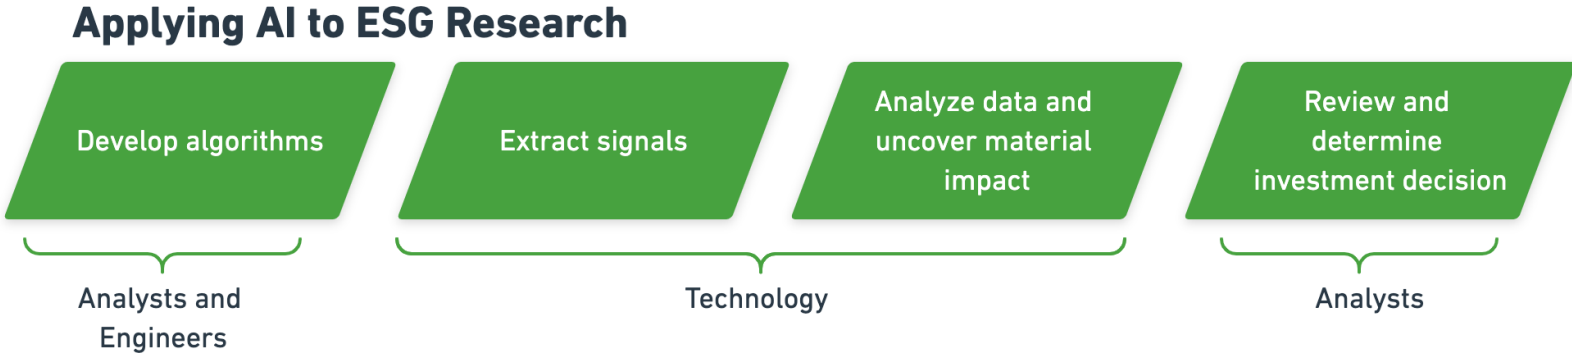 Applying AI to ESG Research
Develop algorithms
Extract signals
Analyze data and
uncover material
impact
Review and
determine
investment decision
Analysts and
Engineers
Technology
Analysts